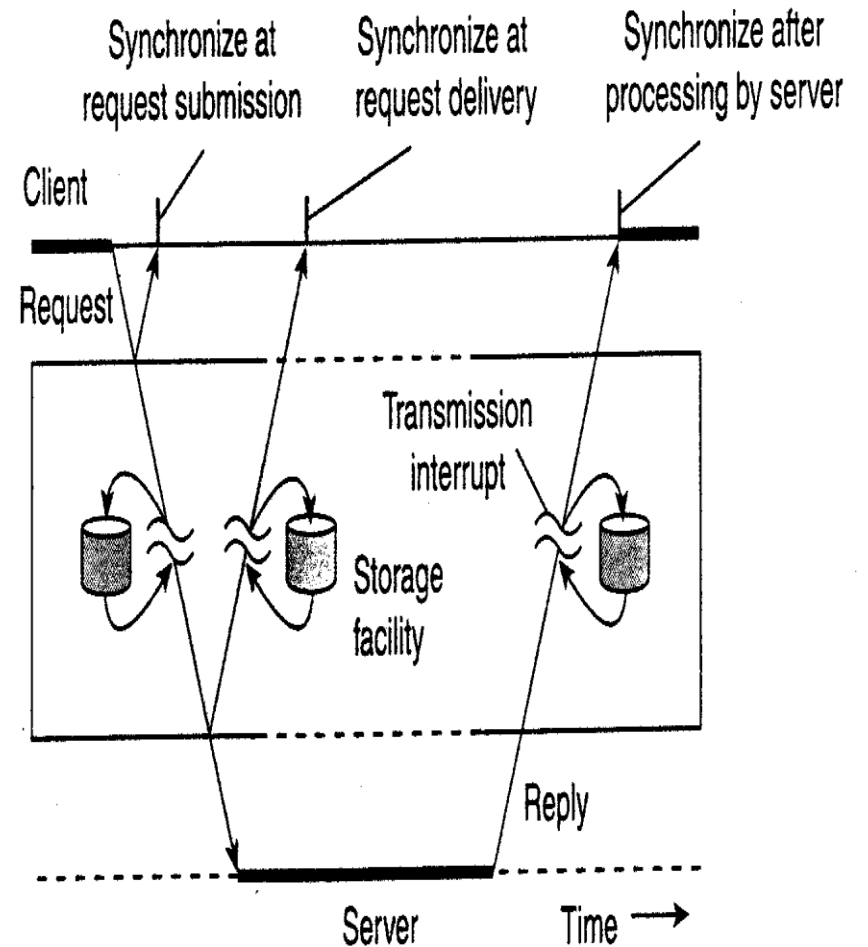 Synchronize at
request submission
Synchronize at
request delivery
Synchronize after
processing by server
Client
Request
Transmission
interrupt
Storage
facility
Reply
Server
Time